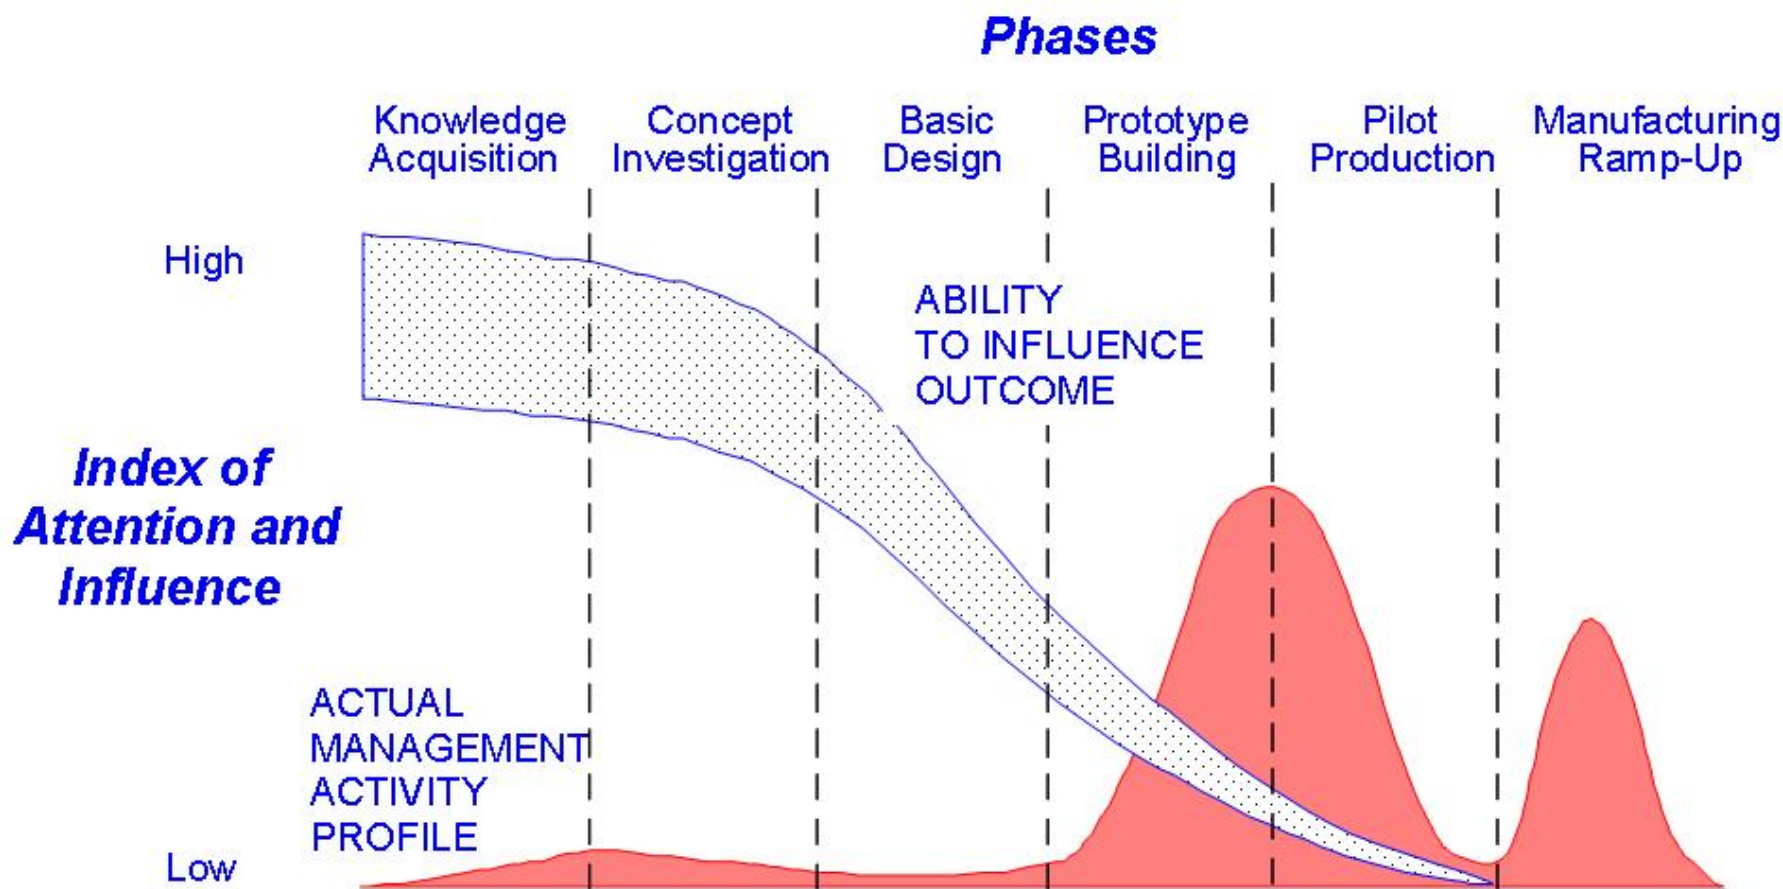 Phases
Knowledge
Acquisition
Concept
Investigation
Basic
Design
Prototype
Building
Pilot
Production
Manufacturing
Ramp-Up
High
ABILITY
TO INFLUENCE
OUTCOME
Index of
Attention and
Influence
ACTUAL
MANAGEMENT
ACTIVITY
PROFILE
Low